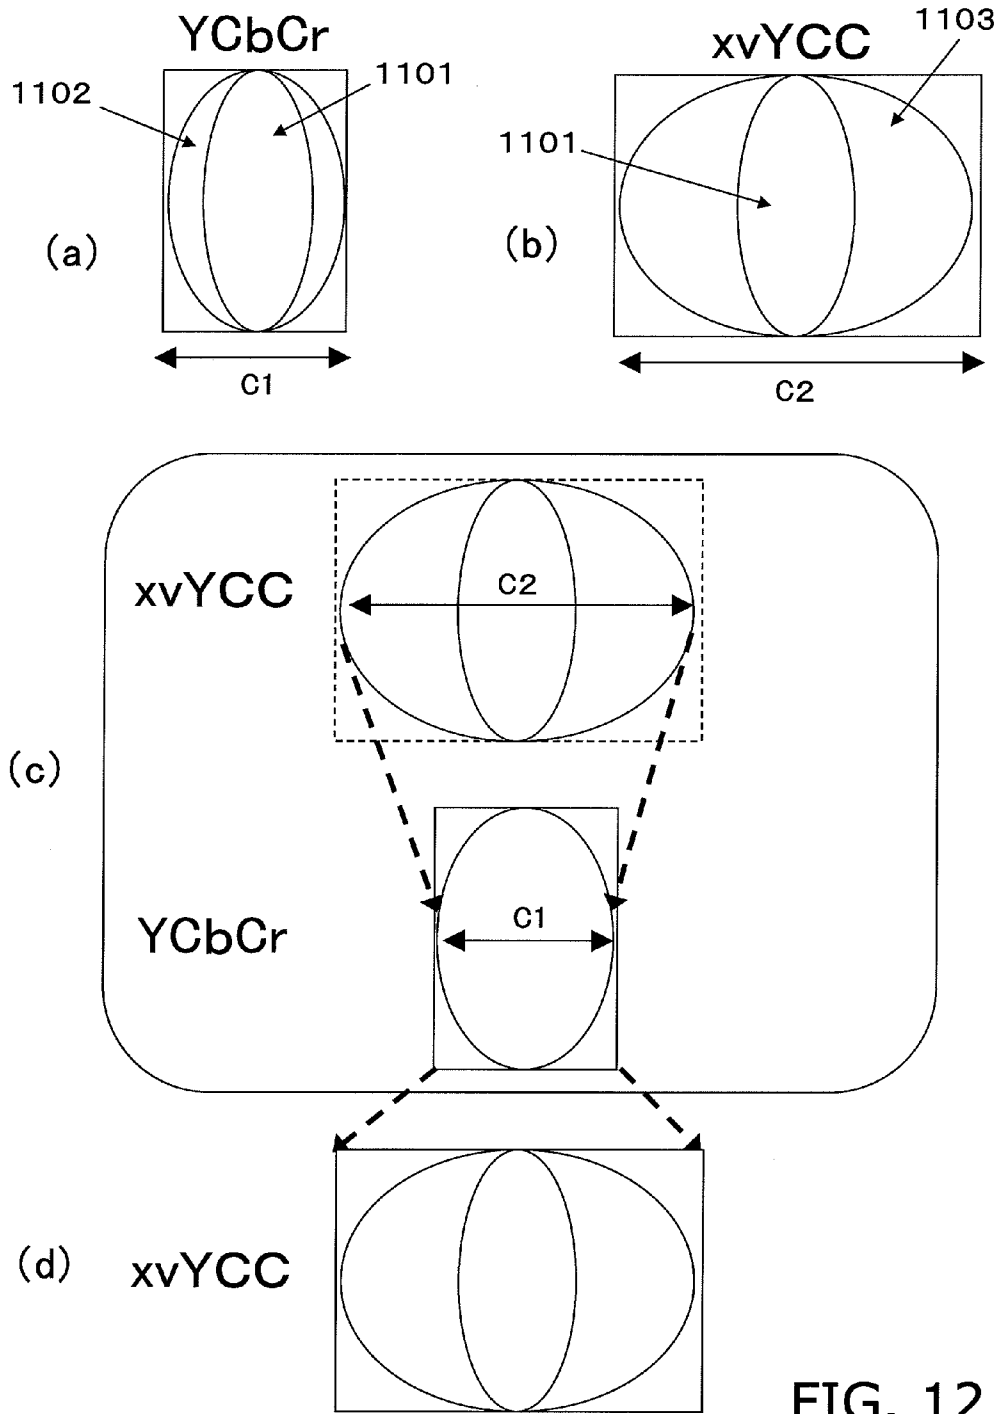 YCbCr
1102
1101
(a)
C1
xvYCC
1103
1101
(b)
C2
(c)
xvYCC
C2
YCbCr
C1
(d)
xvYCC
FIG. 12